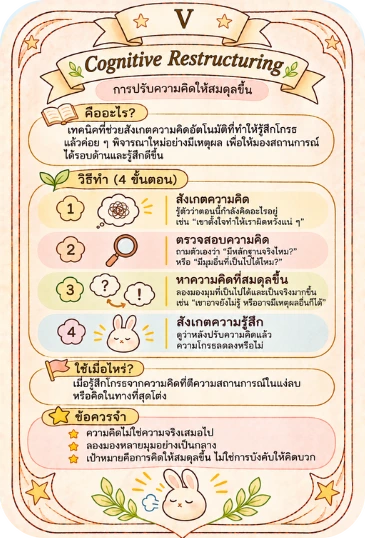 V
Cognitive Restructuring
การปรับความคิดให้สมดุลขึ้น
คืออะไร?
เทคนิคที่ช่วยสังเกตความคิดอัตโนมัติที่ทำให้รู้สึกโกรธ
แล้วค่อย ๆ พิจารณาใหม่อย่างมีเหตุผล เพื่อให้มองสถานการณ์
ได้รอบด้านและรู้สึกดีขึ้น
วิธีทำ (4 ขั้นตอน)
1
สังเกตความคิด
รู้ตัวว่าตอนนี้กำลังคิดอะไรอยู่
เช่น “เขาตั้งใจทำให้เราผิดหวังแน่ ๆ”
2
ตรวจสอบความคิด
ถามตัวเองว่า “มีหลักฐานจริงไหม?”
หรือ “มีมุมอื่นที่เป็นไปได้ไหม?”
3
? !
หาความคิดที่สมดุลขึ้น
ลองมองมุมที่เป็นไปได้และเป็นจริงมากขึ้น
เช่น “เขาอาจยังไม่รู้ หรืออาจมีเหตุผลอื่นก็ได้”
4
สังเกตความรู้สึก
ดูว่าหลังปรับความคิดแล้ว
ความโกรธลดลงหรือไม่
ใช้เมื่อไหร่?
เมื่อรู้สึกโกรธจากความคิดที่ตีความสถานการณ์ในแง่ลบ
หรือคิดในทางที่สุดโต่ง
ข้อควรจำ
ความคิดไม่ใช่ความจริงเสมอไป
ลองมองหลายมุมอย่างเป็นกลาง
เป้าหมายคือการคิดให้สมดุลขึ้น ไม่ใช่การบังคับให้คิดบวก